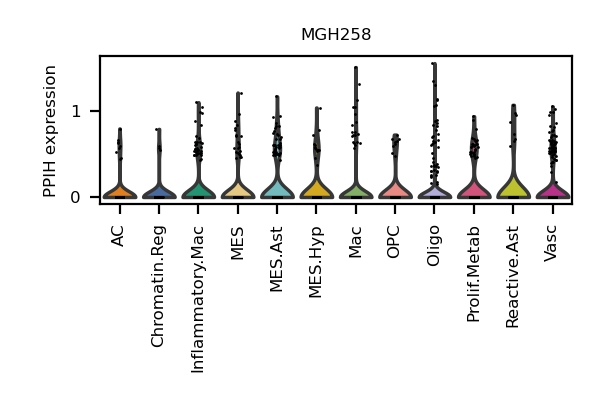 MGH258
PPIH expression
1
0
AC
Chromatin.Reg
Inflammatory.Mac
MES
MES.Ast
MES.Hyp
Mac
OPC
Oligo
Prolif.Metab
Reactive.Ast
Vasc